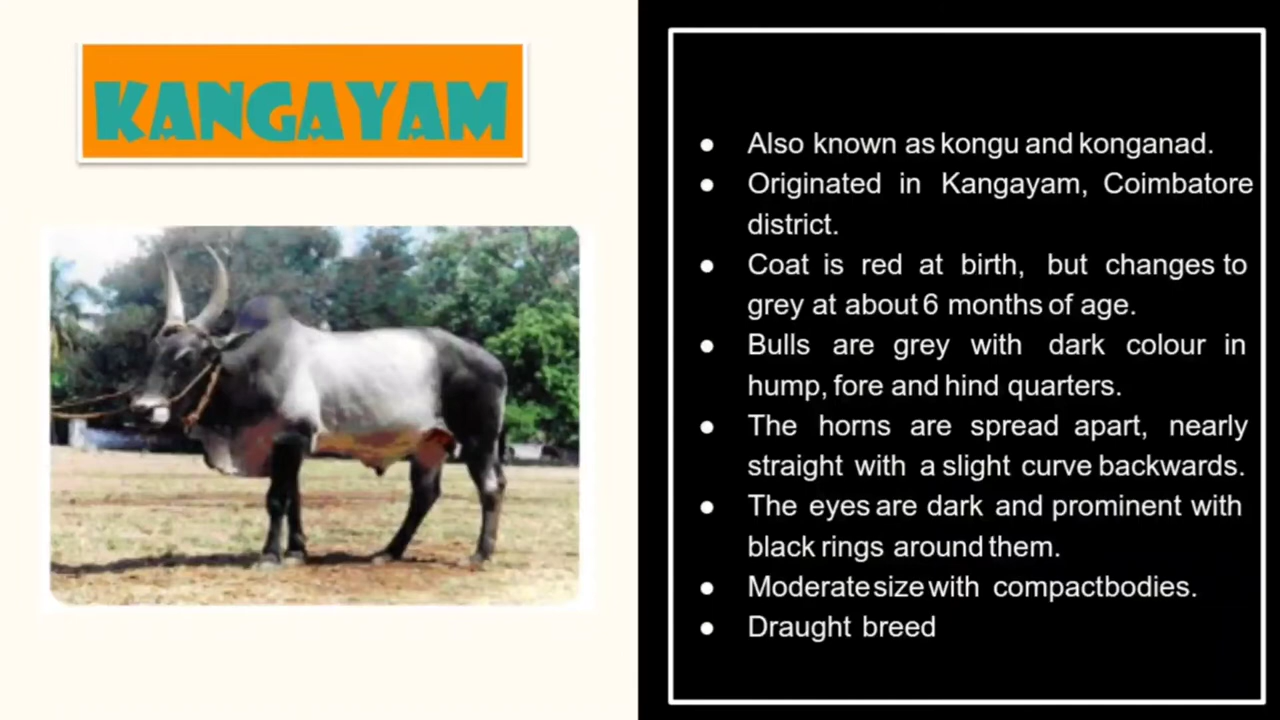 KANGAYAM
● Also known as kongu and konganad.
● Originated in Kangayam, Coimbatore
district.
● Coat is red at birth, but changes to
grey at about 6 months of age.
● Bulls are grey with dark colour in
hump, fore and hind quarters.
● The horns are spread apart, nearly
straight with a slight curve backwards.
● The eyes are dark and prominent with
black rings around them.
● Moderate size with compact bodies.
● Draught breed